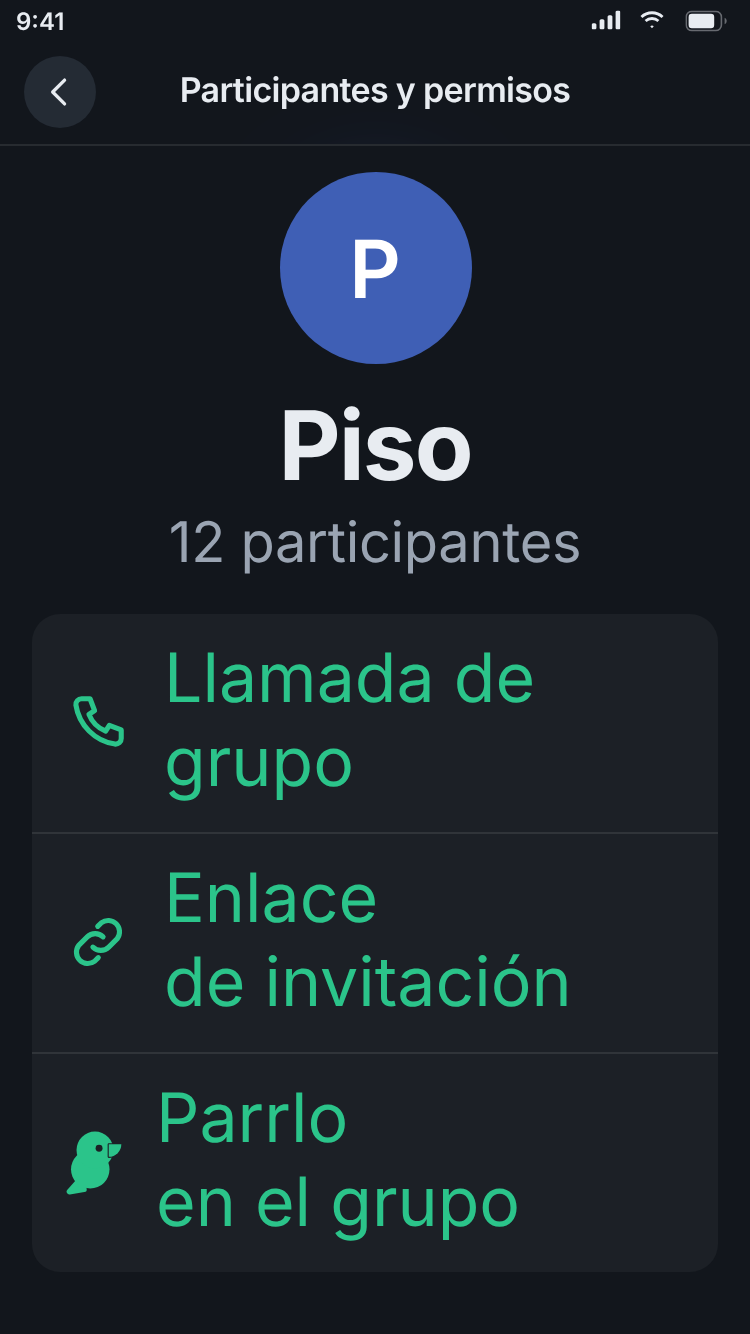 9:41
Participantes y permisos
P
Piso
12 participantes
Llamada de
grupo
Enlace
de invitación
Parrlo
en el grupo